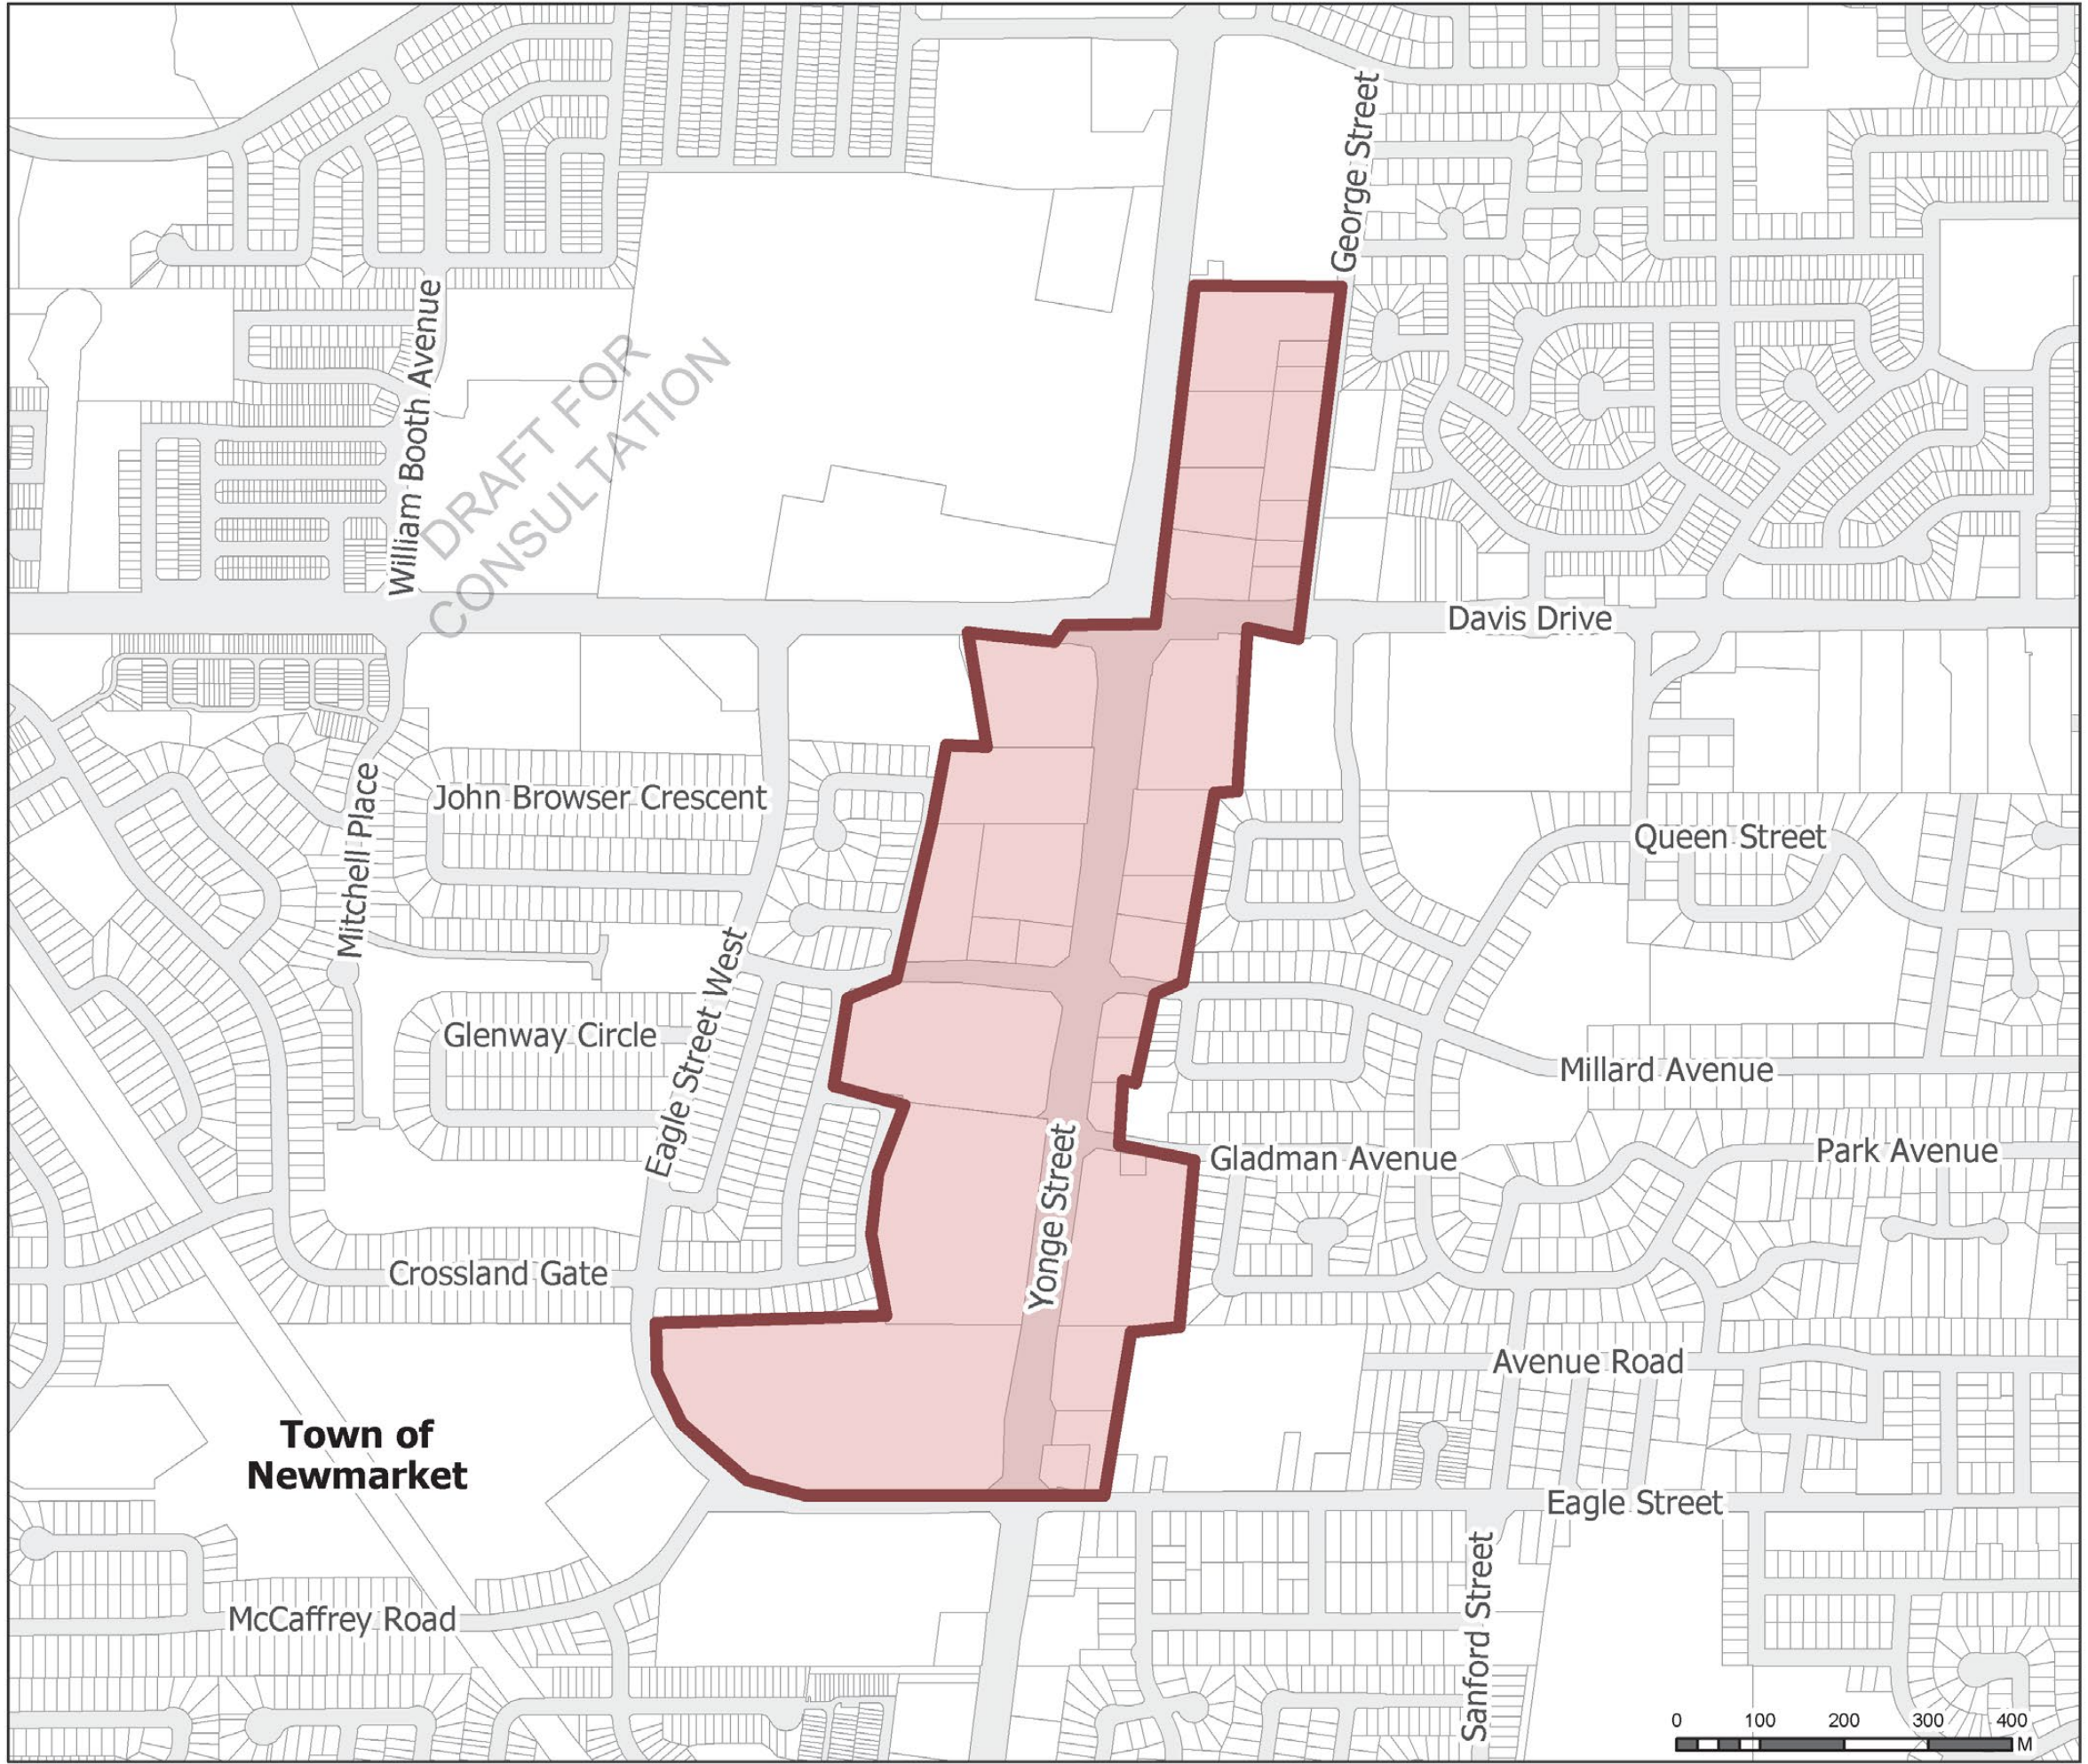 George Street
William Booth Avenue
DRAFT FOR
CONSULTATION
Davis Drive
John Browser Crescent
Mitchell Place
Queen Street
Eagle Street West
Glenway Circle
Millard Avenue
Yonge Street
Gladman Avenue
Park Avenue
Crossland Gate
Avenue Road
Town of
Newmarket
Eagle Street
McCaffrey Road
Sanford Street
0 100 200 300 400
M